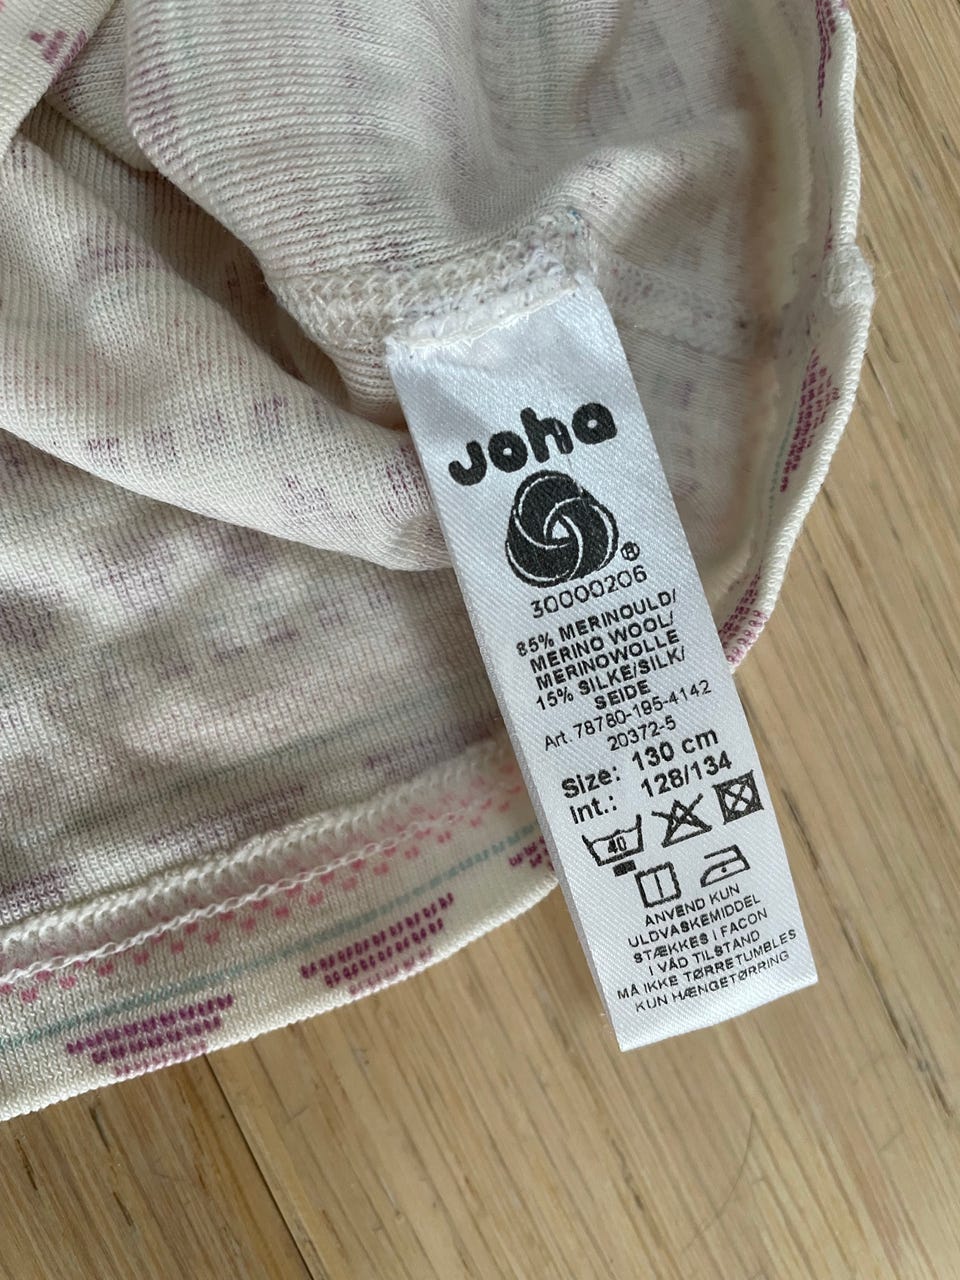 Joha
®
30000206
85% MERINOULD/
MERINO WOOL/
MERINOWOLLE
15% SILKE/SILK/
SEIDE
Art. 78780-195-4142
20372-5
Size: 130 cm
Int.: 128/134
40
ANVEND KUN
ULDVASKEMIDDEL
STÆKKES I FACON
I VÅD TILSTAND
MÅ IKKE TØRRETUMBLES
KUN HÆNGETØRRING